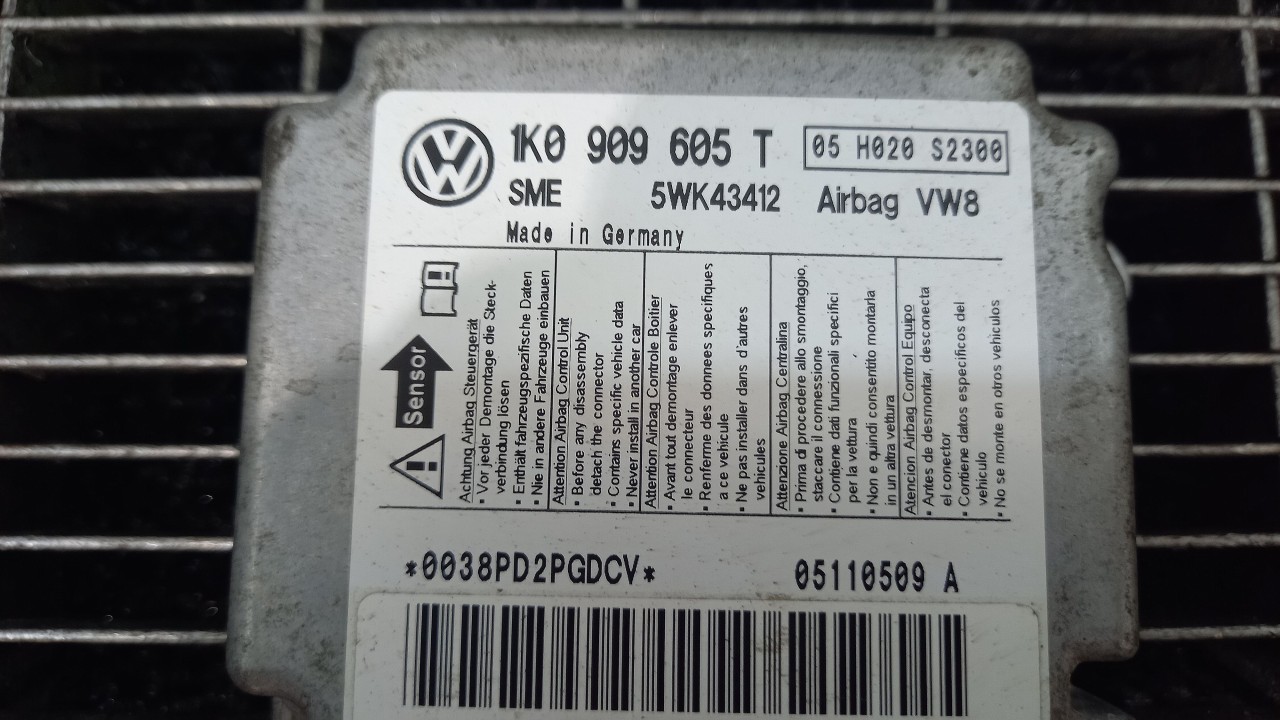 1K0 909 605 T
05 H020 S2300
SME
5WK43412
Airbag VW8
Made in Germany
Sensor
Achtung Airbag Steuergerät
▪ Vor jeder Demontage die Steck-
verbindung lösen
▪ Enthält fahrzeugspezifische Daten
▪ Nie in andere Fahrzeuge einbauen
Attention Airbag Control Unit
▪ Before any disassembly
detach the connector
▪ Contains specific vehicle data
▪ Never install in another car
Attention Airbag Controle Boitier
▪ Avant tout demontage enlever
le connecteur
▪ Renferme des donnees specifiques
a ce vehicule
▪ Ne pas installer dans d'autres
vehicules
Attenzione Airbag Centralina
▪ Prima di procedere allo smontaggio,
staccare il connessione
▪ Contiene dati funzionali specifici
per la vettura
▪ Non e quindi consentito montarla
in un altra vettura
Atencion Airbag Control Equipo
▪ Antes de desmontar, desconecta
el conector
▪ Contiene datos especificos del
vehiculo
▪ No se monte en otros vehiculos
*0038PD2PGDCV*
05110509 A